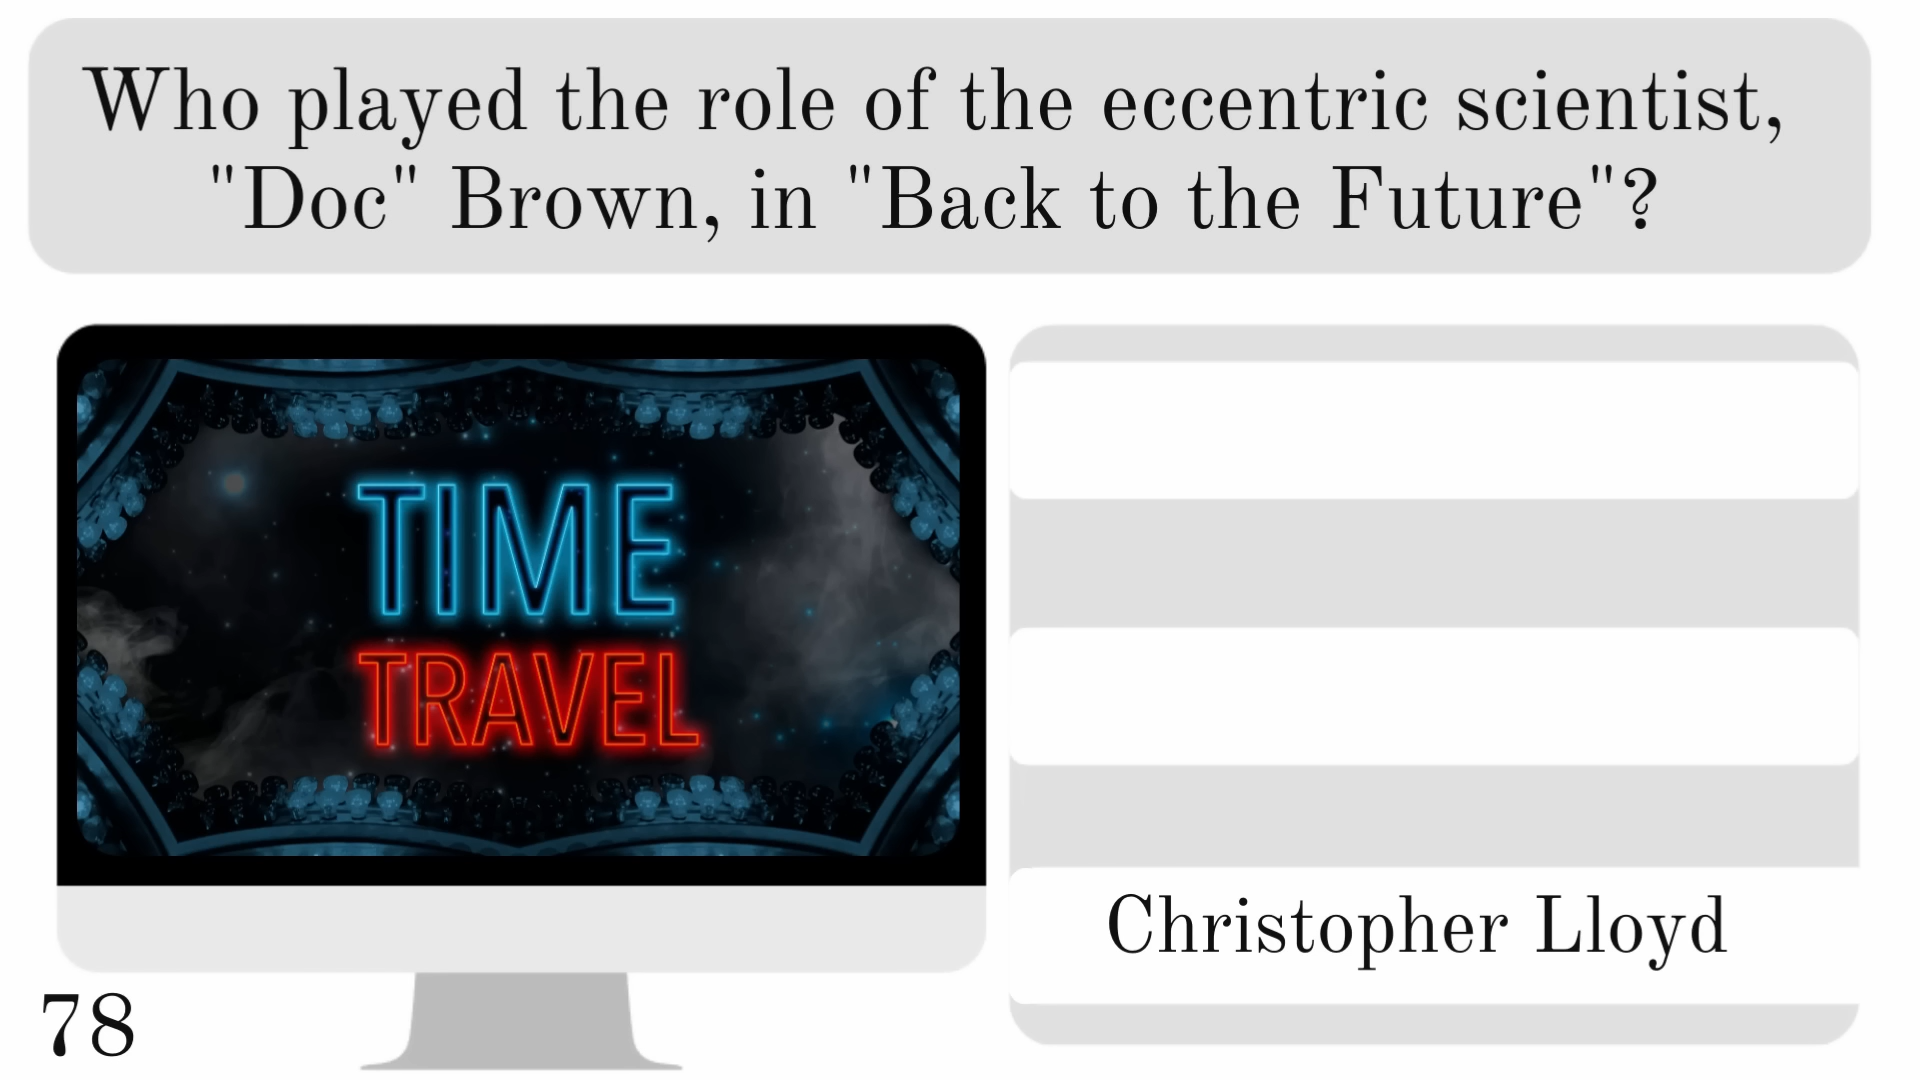 Who played the role of the eccentric scientist,
"Doc" Brown, in "Back to the Future"?
TIME
TRAVEL
Christopher Lloyd
78